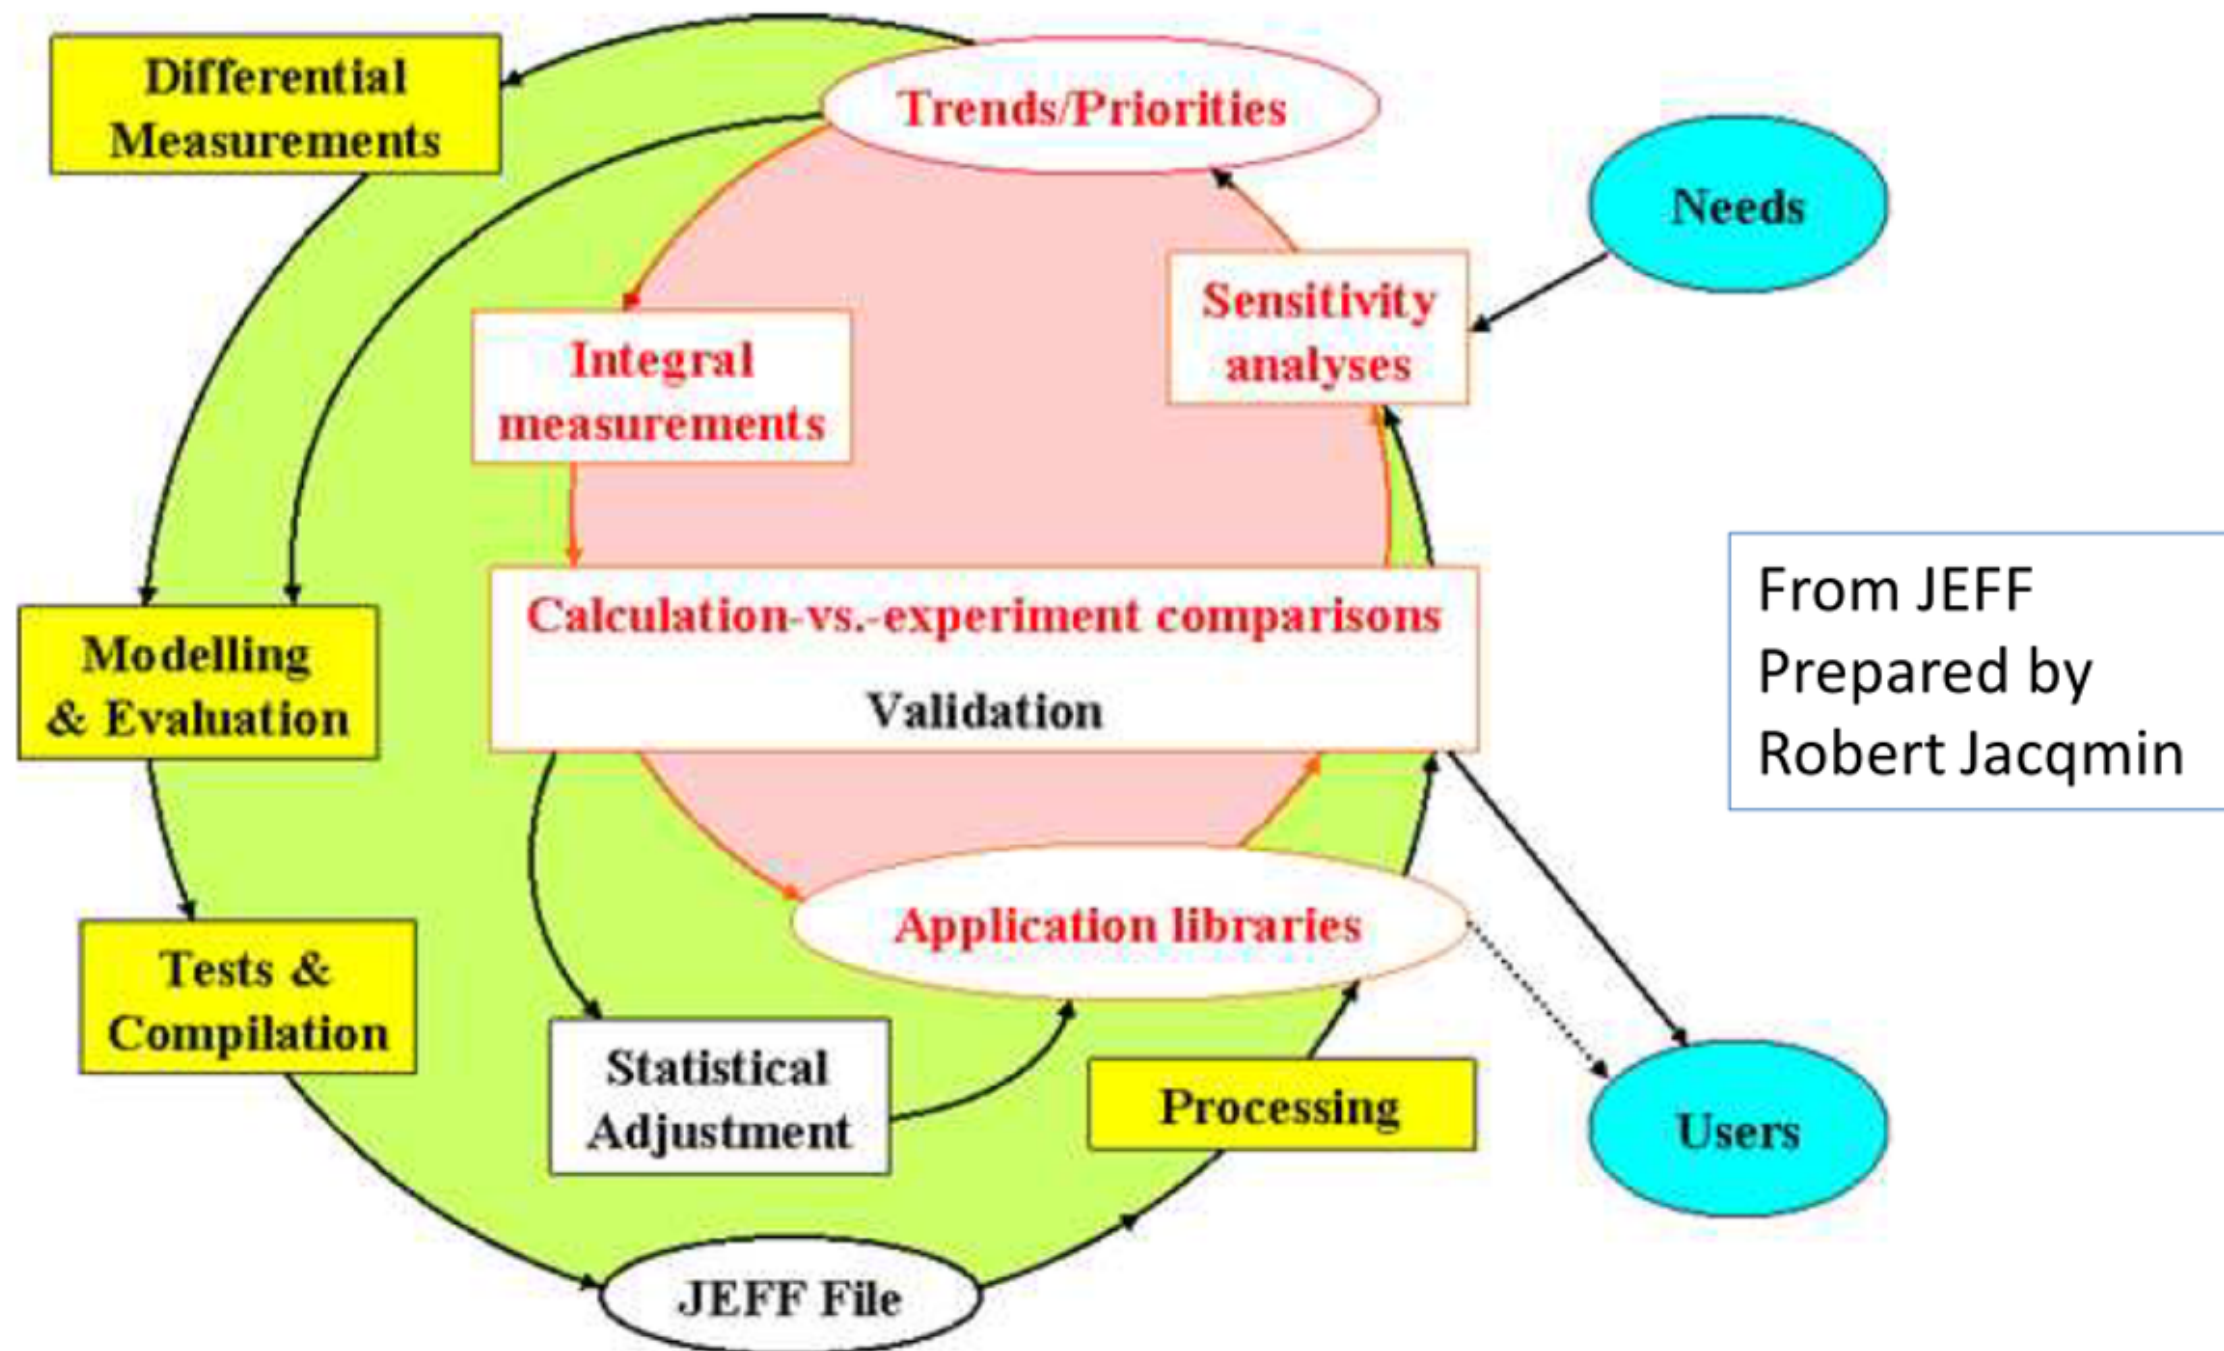 Differential
Measurements
Trends/Priorities
Needs
Sensitivity
analyses
Integral
measurements
Calculation-vs.-experiment comparisons
Validation
From JEFF
Prepared by
Robert Jacqmin
Modelling
& Evaluation
Application libraries
Tests &
Compilation
Statistical
Adjustment
Processing
Users
JEFF File